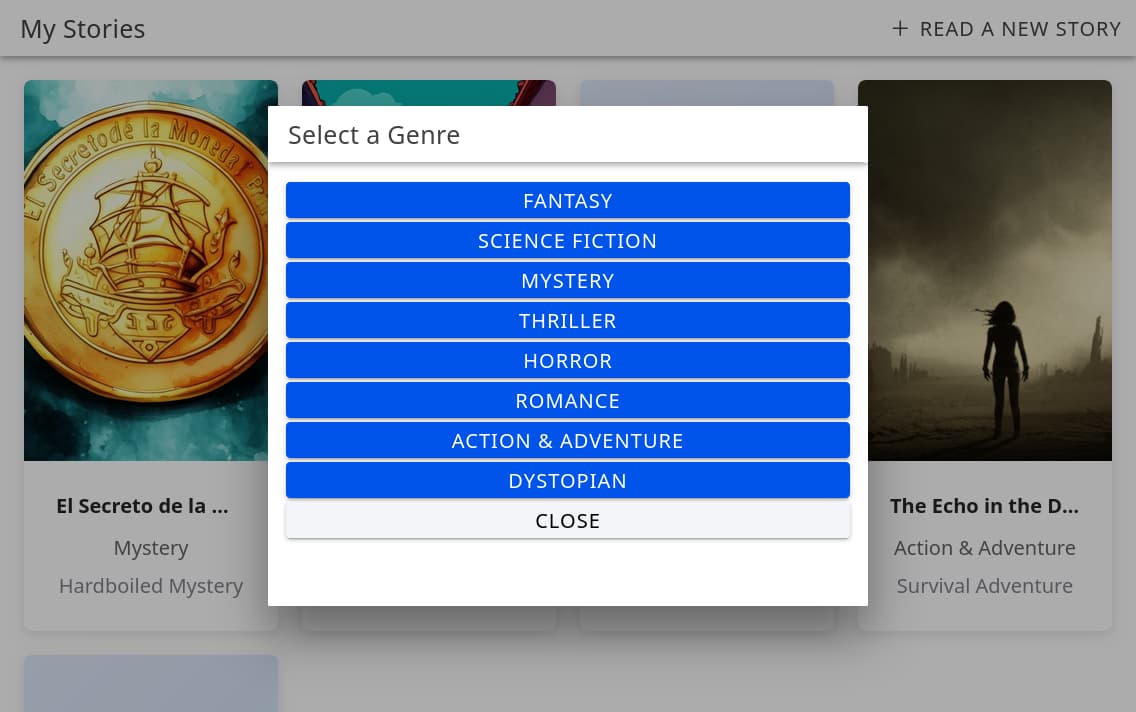 My Stories
+ READ A NEW STORY
El Secreto de la Moneda
Select a Genre
FANTASY
SCIENCE FICTION
MYSTERY
THRILLER
HORROR
ROMANCE
ACTION & ADVENTURE
DYSTOPIAN
CLOSE
El Secreto de la ...
Mystery
Hardboiled Mystery
The Echo in the D...
Action & Adventure
Survival Adventure